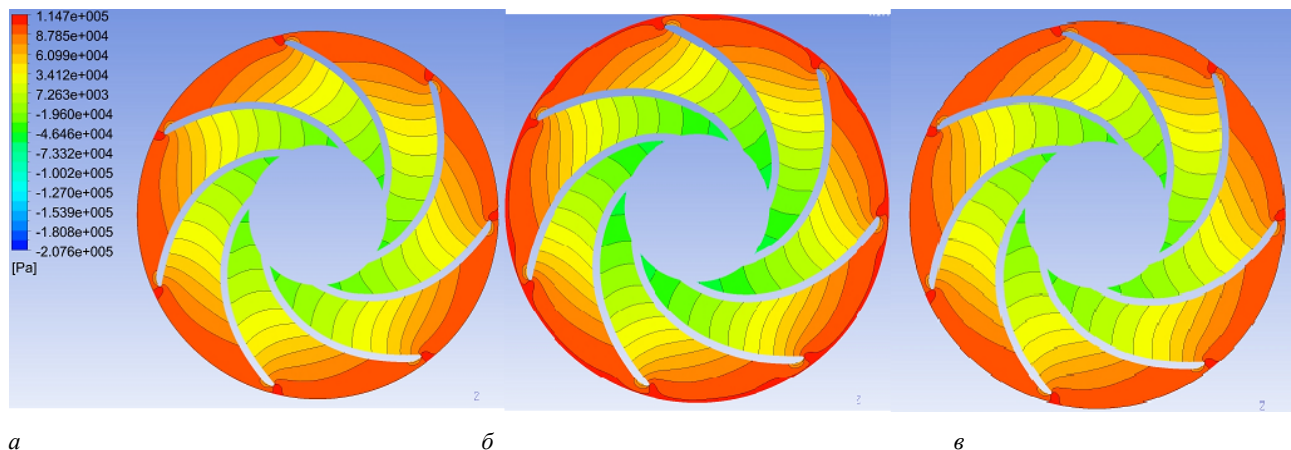 1.147e+005
8.785e+004
6.099e+004
3.412e+004
7.263e+003
-1.960e+004
-4.646e+004
-7.332e+004
-1.002e+005
-1.270e+005
-1.539e+005
-1.808e+005
-2.076e+005
[Pa]
z z z
а б в